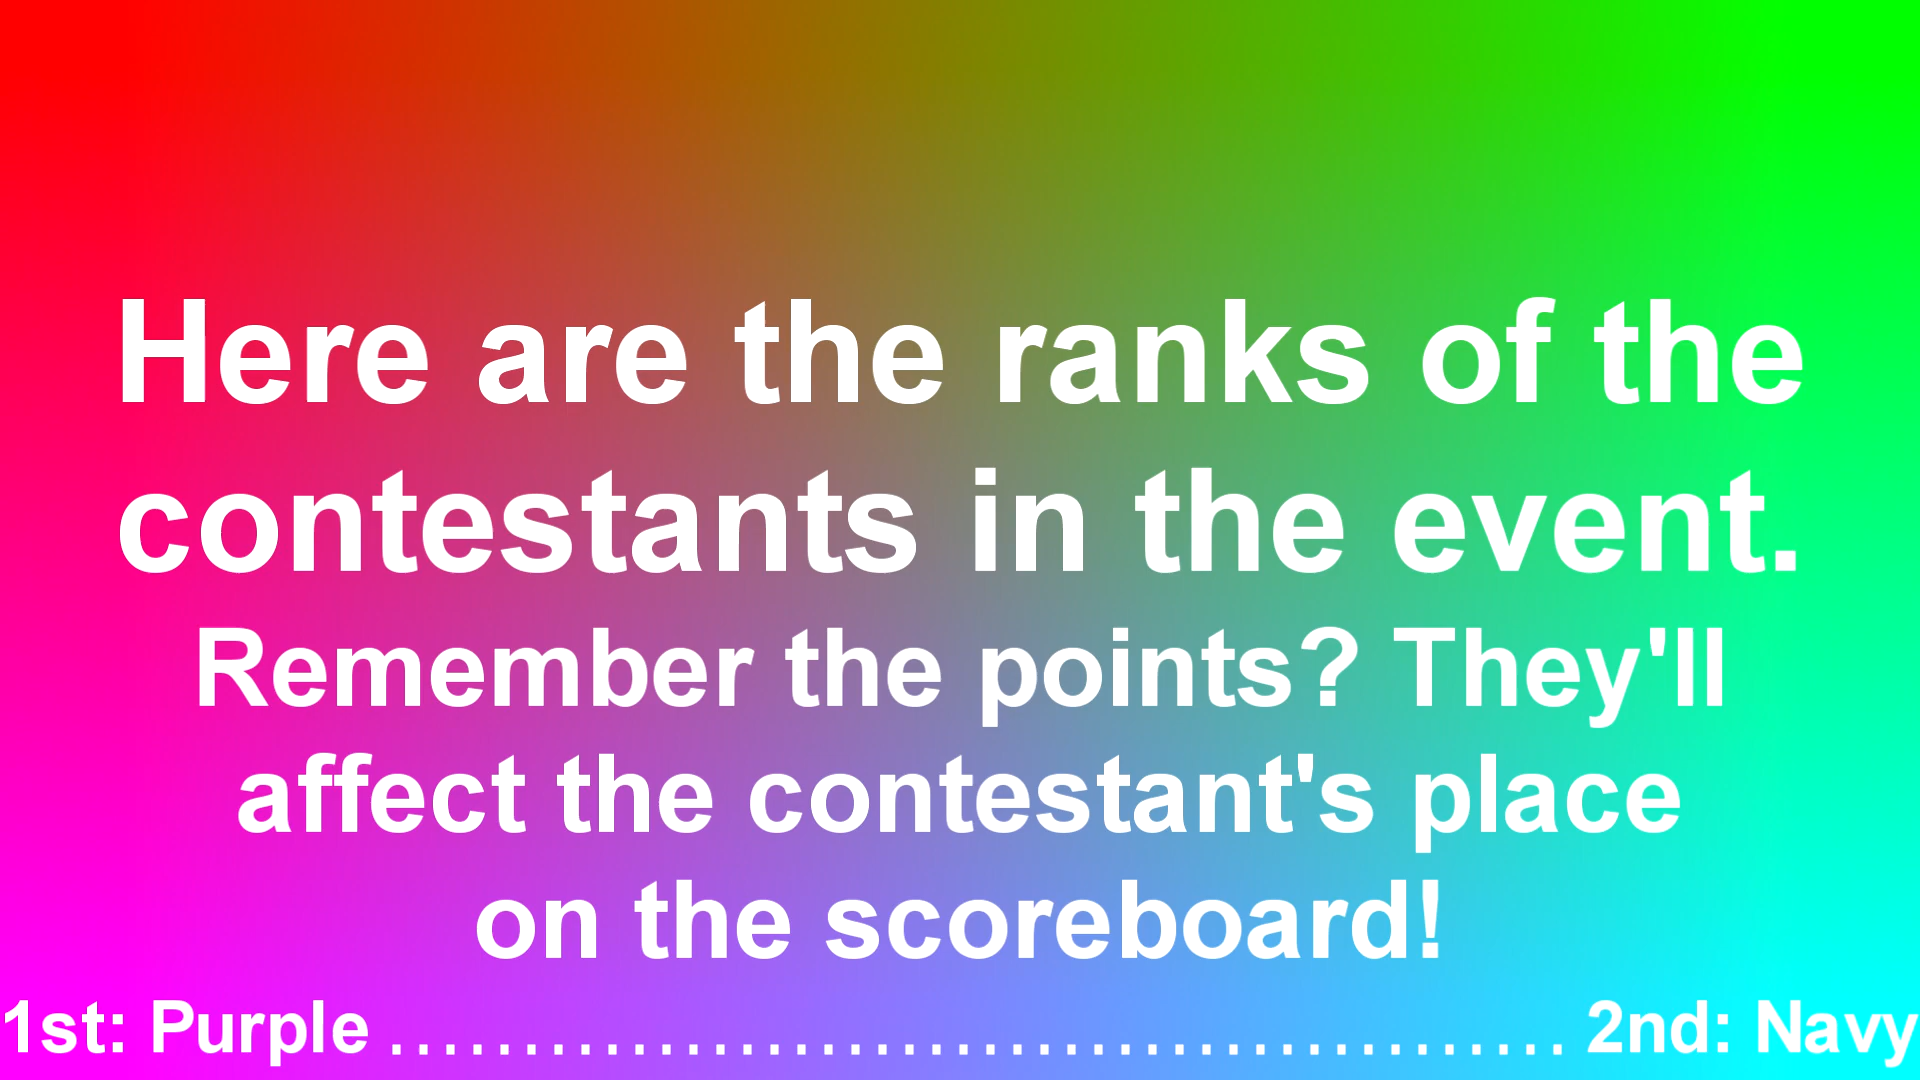 Here are the ranks of the
contestants in the event.
Remember the points? They'll
affect the contestant's place
on the scoreboard!
1st: Purple ............................................ 2nd: Navy